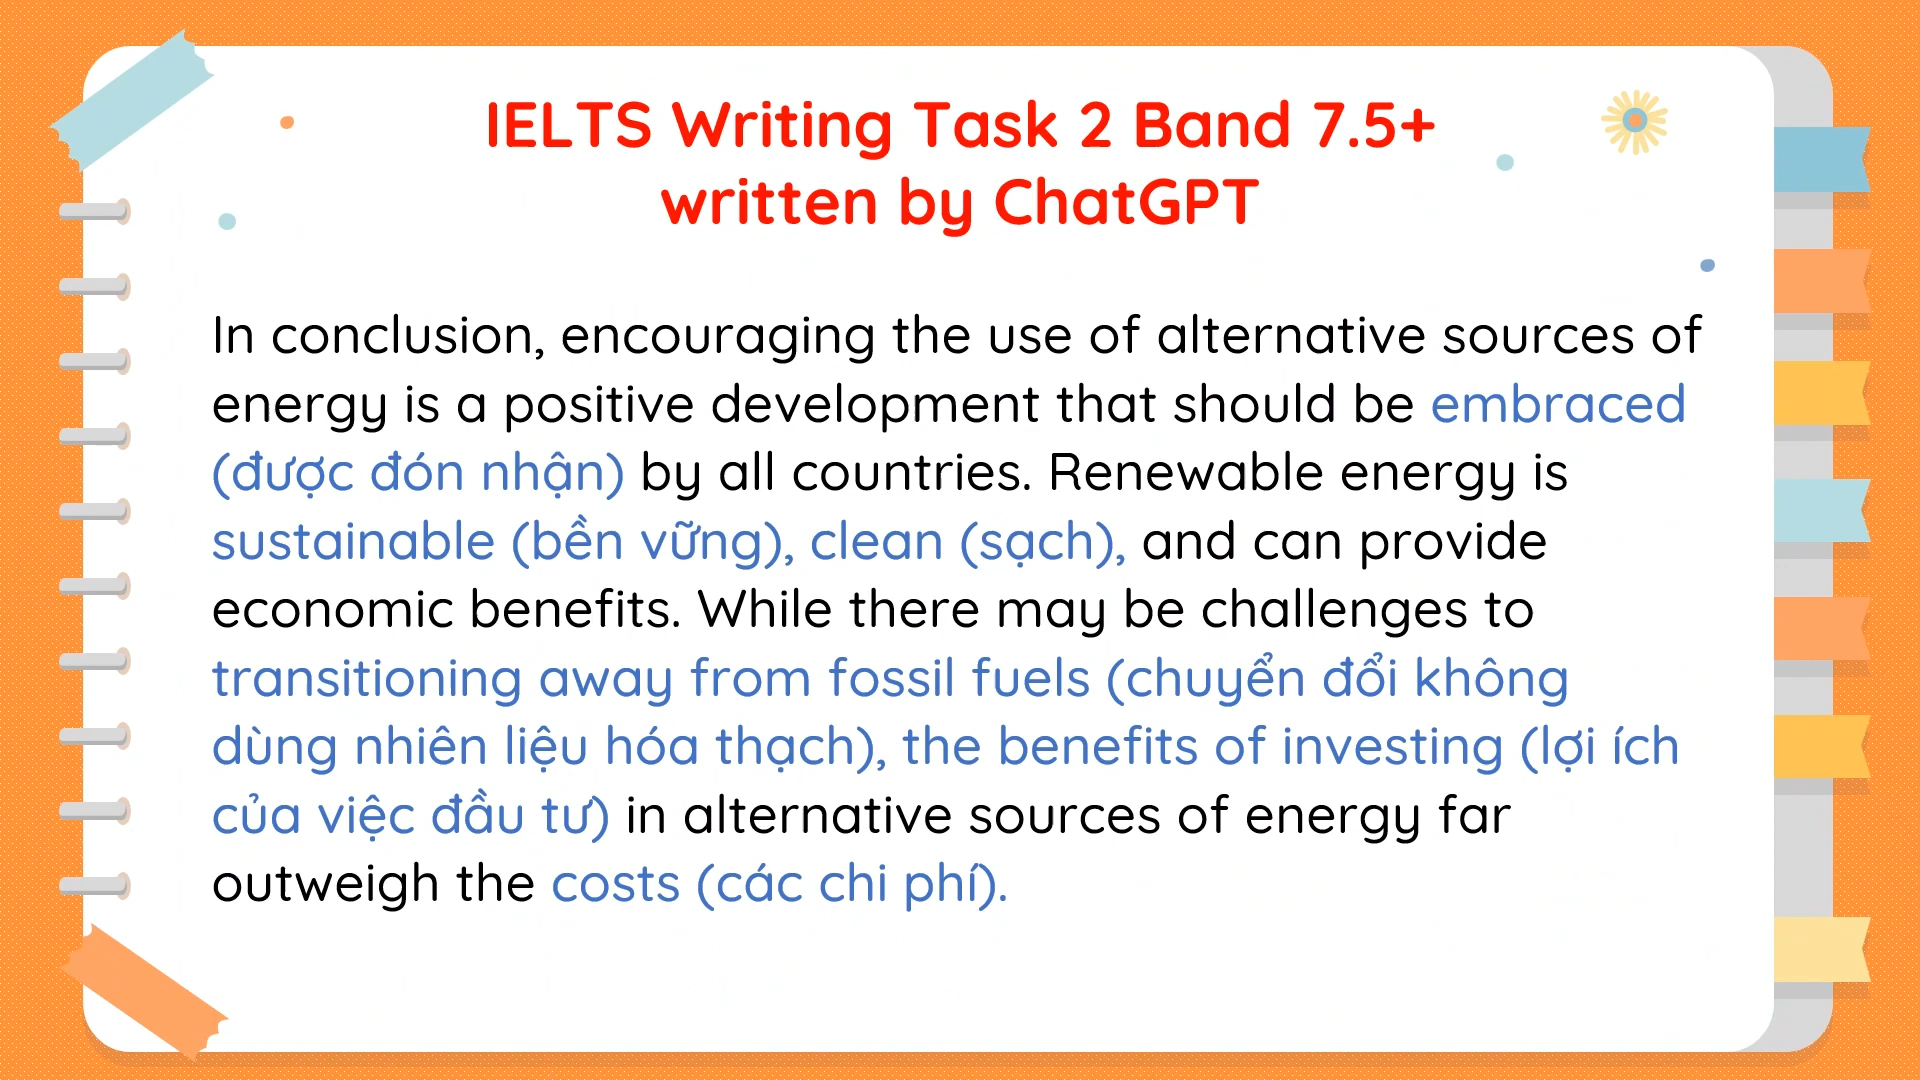 IELTS Writing Task 2 Band 7.5+
written by ChatGPT
In conclusion, encouraging the use of alternative sources of
energy is a positive development that should be embraced
(được đón nhận) by all countries. Renewable energy is
sustainable (bền vững), clean (sạch), and can provide
economic benefits. While there may be challenges to
transitioning away from fossil fuels (chuyển đổi không
dùng nhiên liệu hóa thạch), the benefits of investing (lợi ích
của việc đầu tư) in alternative sources of energy far
outweigh the costs (các chi phí).